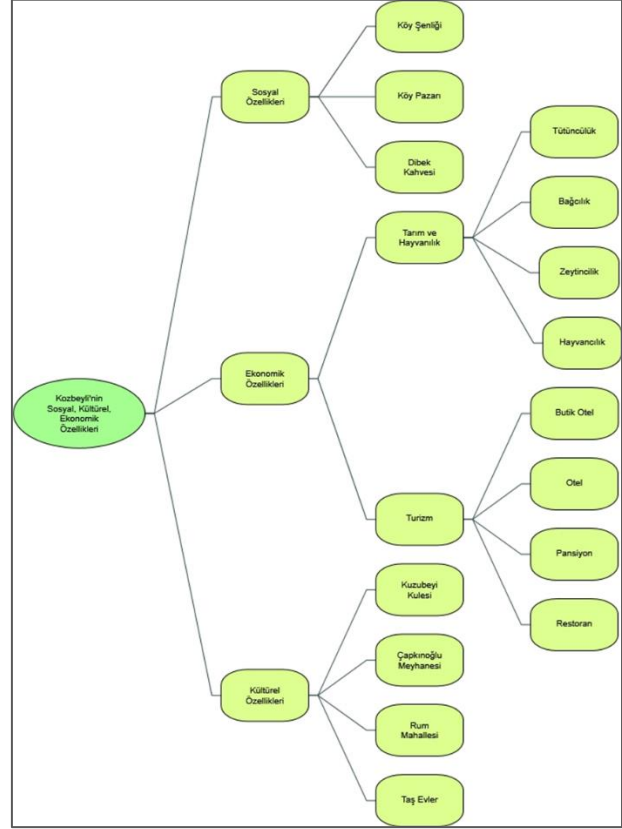 Kozbeyli'nin
Sosyal, Kültürel,
Ekonomik
Özellikleri
Sosyal
Özellikleri
Köy Şenliği
Köy Pazarı
Dibek
Kahvesi
Ekonomik
Özellikleri
Tarım ve
Hayvanılık
Tütüncülük
Bağcılık
Zeytincilik
Hayvancılık
Turizm
Butik Otel
Otel
Pansiyon
Restoran
Kültürel
Özellikleri
Kuzubeyi
Kulesi
Çapkınoğlu
Meyhanesi
Rum
Mahallesi
Taş Evler